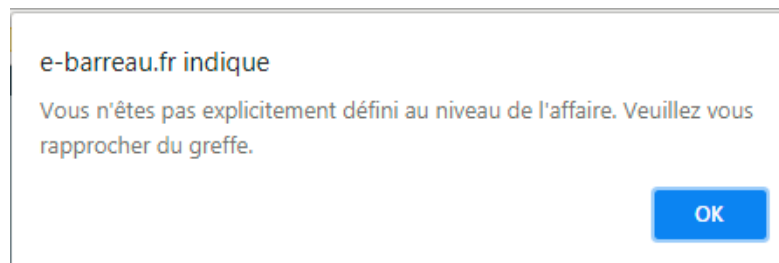 e-barreau.fr indique
Vous n'êtes pas explicitement défini au niveau de l'affaire. Veuillez vous
rapprocher du greffe.
OK